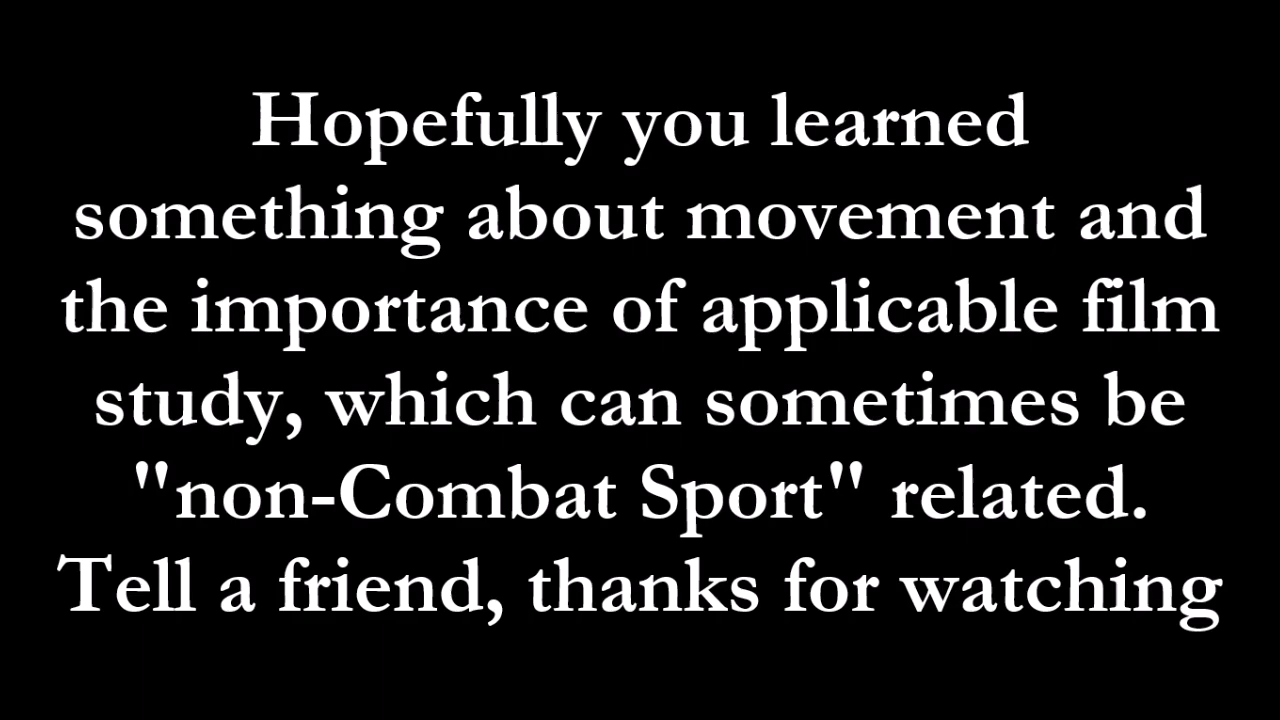 Hopefully you learned
something about movement and
the importance of applicable film
study, which can sometimes be
"non-Combat Sport" related.
Tell a friend, thanks for watching